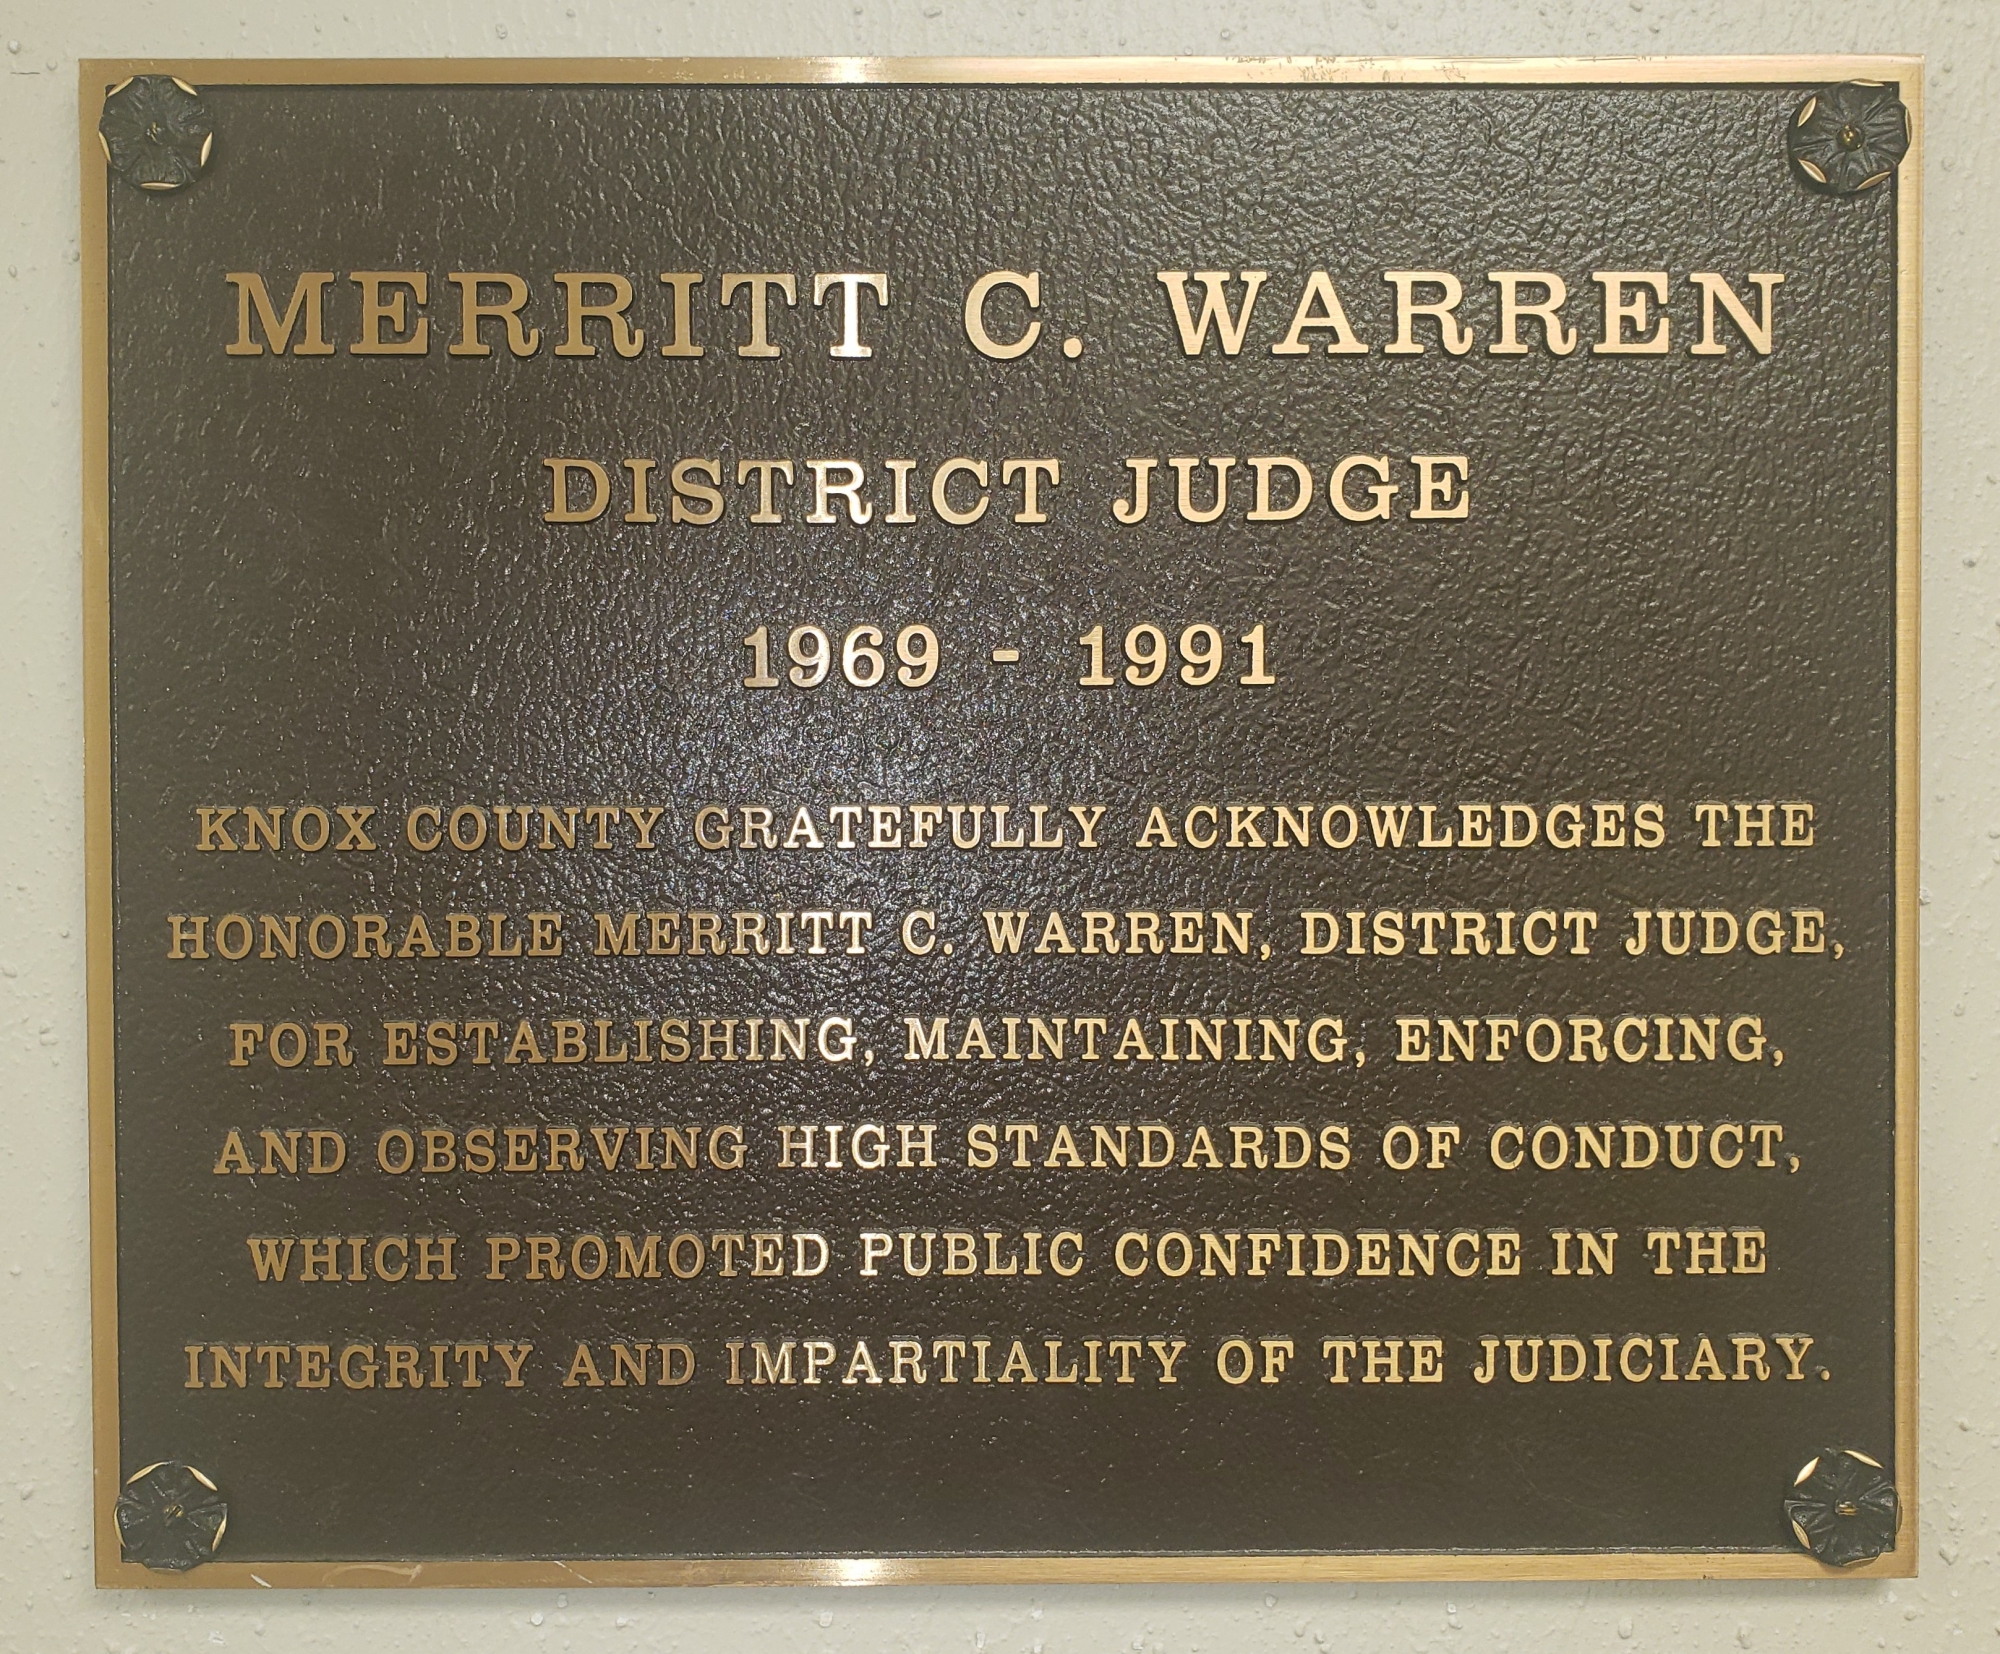 MERRITT C. WARREN
DISTRICT JUDGE
1969 - 1991
KNOX COUNTY GRATEFULLY ACKNOWLEDGES THE
HONORABLE MERRITT C. WARREN, DISTRICT JUDGE,
FOR ESTABLISHING, MAINTAINING, ENFORCING,
AND OBSERVING HIGH STANDARDS OF CONDUCT,
WHICH PROMOTED PUBLIC CONFIDENCE IN THE
INTEGRITY AND IMPARTIALITY OF THE JUDICIARY.